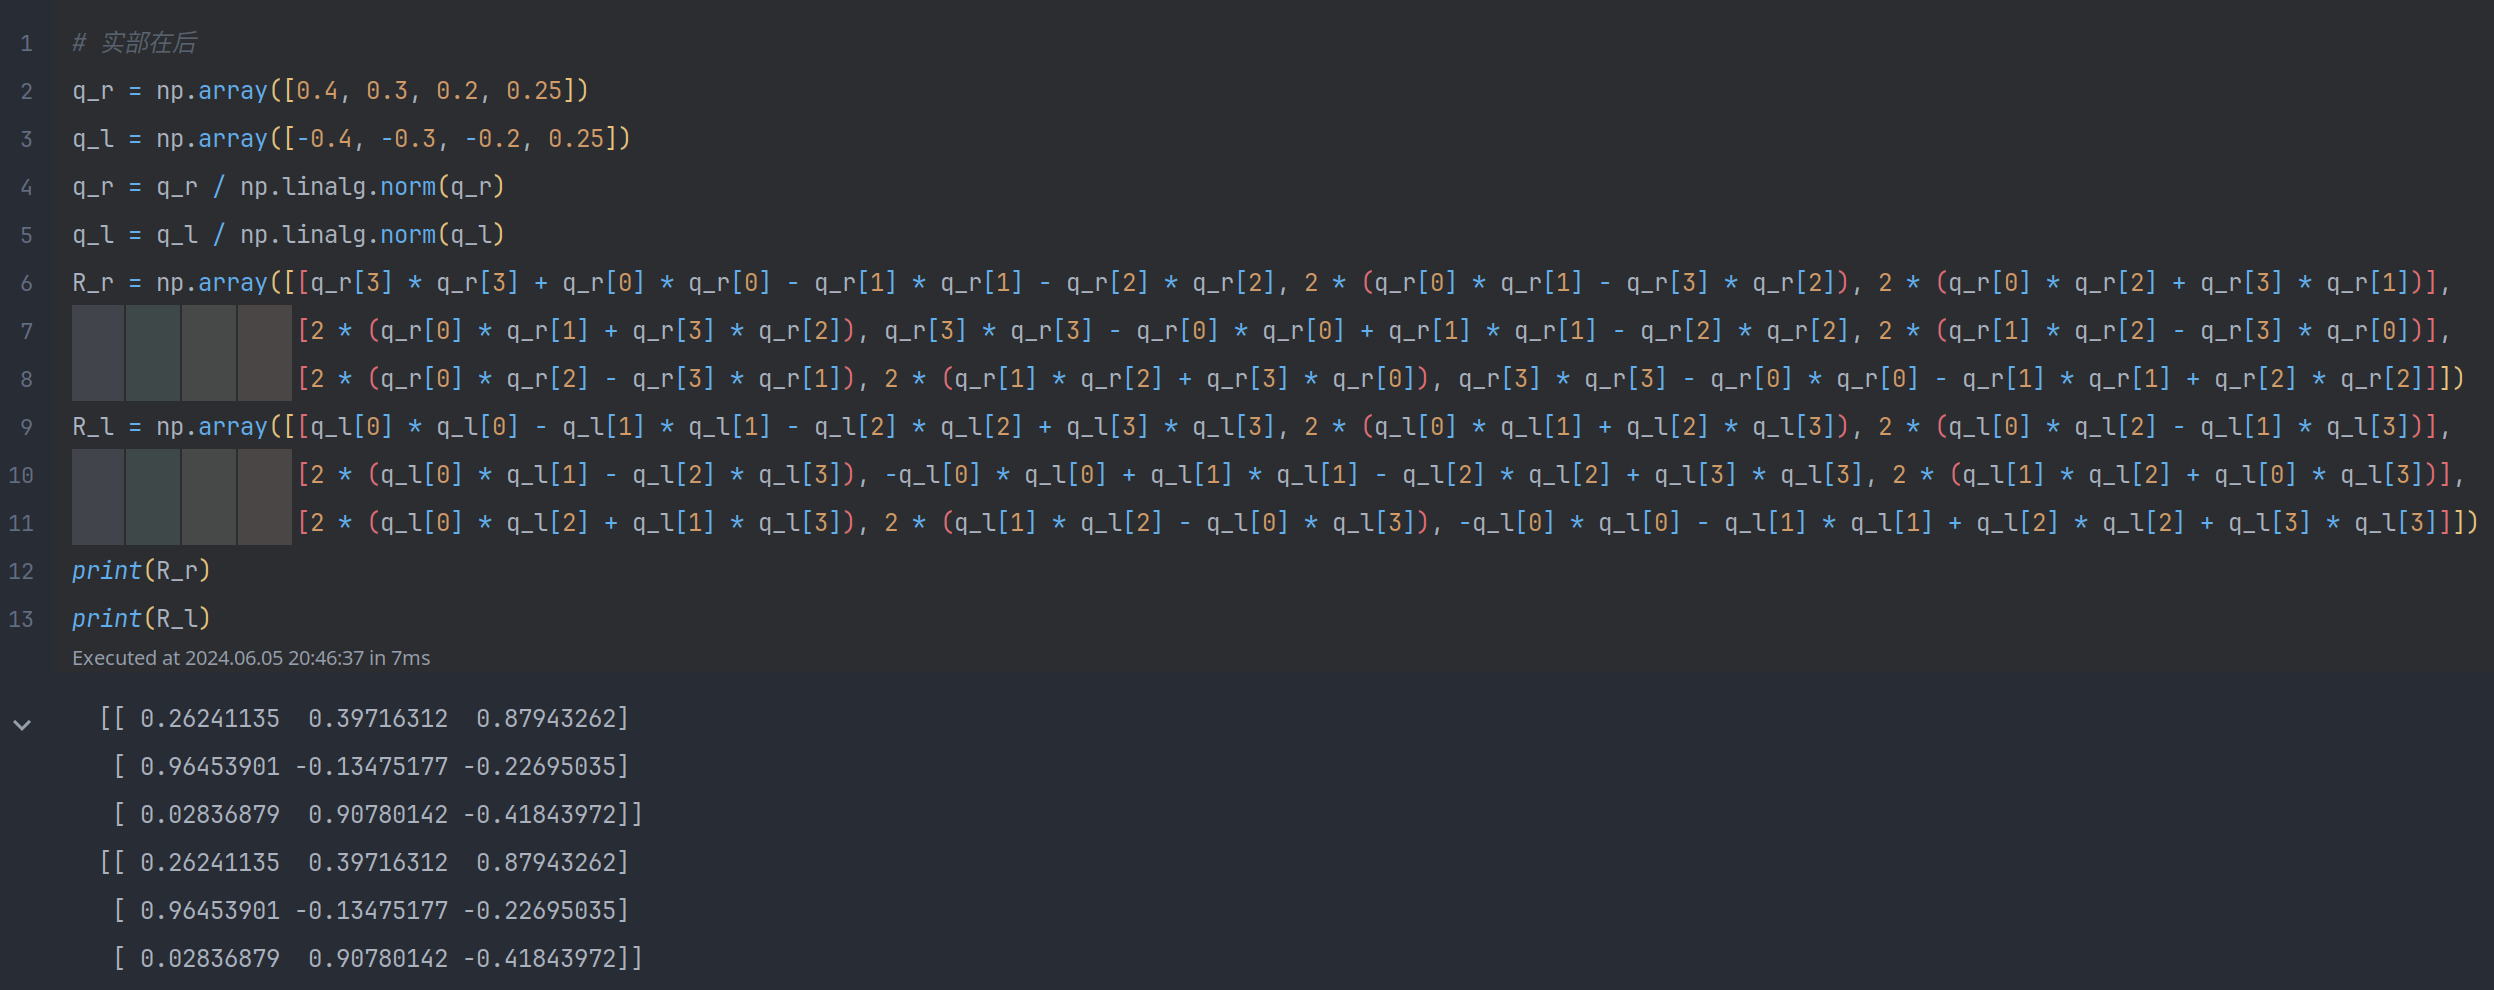 1 # 实部在后
2 q_r = np.array([0.4, 0.3, 0.2, 0.25])
3 q_l = np.array([-0.4, -0.3, -0.2, 0.25])
4 q_r = q_r / np.linalg.norm(q_r)
5 q_l = q_l / np.linalg.norm(q_l)
6 R_r = np.array([[q_r[3] * q_r[3] + q_r[0] * q_r[0] - q_r[1] * q_r[1] - q_r[2] * q_r[2], 2 * (q_r[0] * q_r[1] - q_r[3] * q_r[2]), 2 * (q_r[0] * q_r[2] + q_r[3] * q_r[1])],
7 [2 * (q_r[0] * q_r[1] + q_r[3] * q_r[2]), q_r[3] * q_r[3] - q_r[0] * q_r[0] + q_r[1] * q_r[1] - q_r[2] * q_r[2], 2 * (q_r[1] * q_r[2] - q_r[3] * q_r[0])],
8 [2 * (q_r[0] * q_r[2] - q_r[3] * q_r[1]), 2 * (q_r[1] * q_r[2] + q_r[3] * q_r[0]), q_r[3] * q_r[3] - q_r[0] * q_r[0] - q_r[1] * q_r[1] + q_r[2] * q_r[2]]])
9 R_l = np.array([[q_l[0] * q_l[0] - q_l[1] * q_l[1] - q_l[2] * q_l[2] + q_l[3] * q_l[3], 2 * (q_l[0] * q_l[1] + q_l[2] * q_l[3]), 2 * (q_l[0] * q_l[2] - q_l[1] * q_l[3])],
10 [2 * (q_l[0] * q_l[1] - q_l[2] * q_l[3]), -q_l[0] * q_l[0] + q_l[1] * q_l[1] - q_l[2] * q_l[2] + q_l[3] * q_l[3], 2 * (q_l[1] * q_l[2] + q_l[0] * q_l[3])],
11 [2 * (q_l[0] * q_l[2] + q_l[1] * q_l[3]), 2 * (q_l[1] * q_l[2] - q_l[0] * q_l[3]), -q_l[0] * q_l[0] - q_l[1] * q_l[1] + q_l[2] * q_l[2] + q_l[3] * q_l[3]]])
12 print(R_r)
13 print(R_l)
Executed at 2024.06.05 20:46:37 in 7ms
[[ 0.26241135 0.39716312 0.87943262]
[ 0.96453901 -0.13475177 -0.22695035]
[ 0.02836879 0.90780142 -0.41843972]]
[[ 0.26241135 0.39716312 0.87943262]
[ 0.96453901 -0.13475177 -0.22695035]
[ 0.02836879 0.90780142 -0.41843972]]